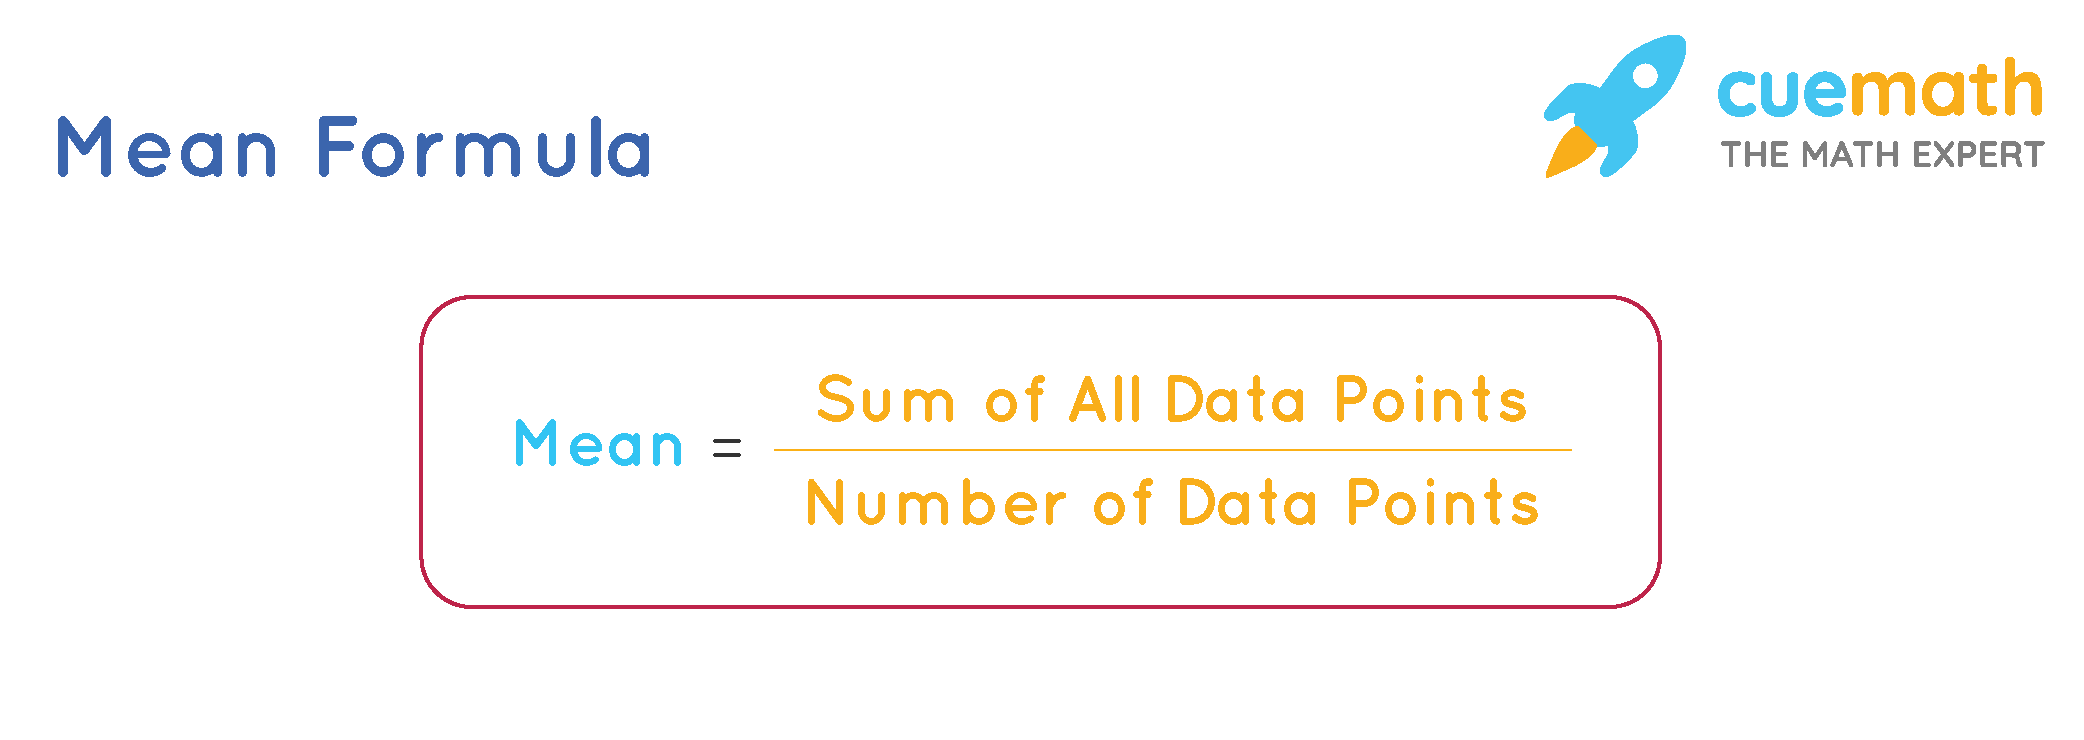 Mean Formula
cuemath
THE MATH EXPERT
Mean = Sum of All Data Points
Number of Data Points